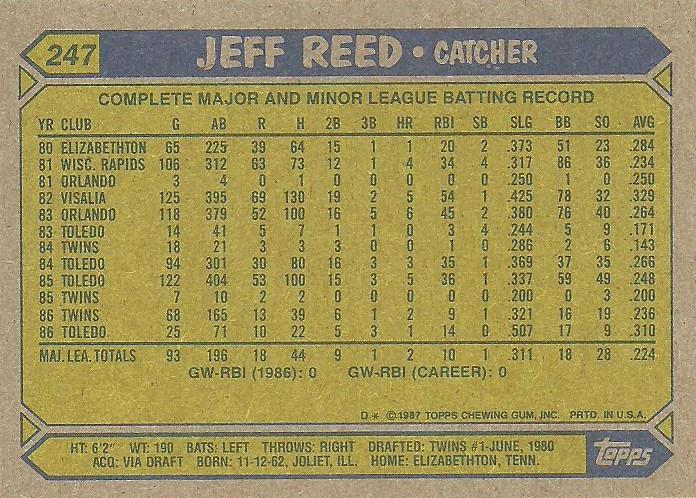 247 JEFF REED • CATCHER
COMPLETE MAJOR AND MINOR LEAGUE BATTING RECORD
YR CLUB G AB R H 2B 3B HR RBI SB SLG BB SO AVG
80 ELIZABETHTON 65 225 39 64 15 1 1 20 2 .373 51 23 .284
81 WISC. RAPIDS 106 312 63 73 12 1 4 34 4 .317 86 36 .234
81 ORLANDO 3 4 0 1 0 0 0 0 0 .250 1 0 .250
82 VISALIA 125 395 69 130 19 2 5 54 1 .425 78 32 .329
83 ORLANDO 118 379 52 100 16 5 6 45 2 .380 76 40 .264
83 TOLEDO 14 41 5 7 1 1 0 3 4 .244 5 9 .171
84 TWINS 18 21 3 3 3 0 0 1 0 .286 2 6 .143
84 TOLEDO 94 301 30 80 16 3 3 35 1 .369 37 35 .266
85 TOLEDO 122 404 53 100 15 3 5 36 1 .337 59 49 .248
85 TWINS 7 10 2 2 0 0 0 0 0 .200 0 3 .200
86 TWINS 68 165 13 39 6 1 2 9 1 .321 16 19 .236
86 TOLEDO 25 71 10 22 5 3 1 14 0 .507 17 9 .310
MAJ. LEA. TOTALS 93 196 18 44 9 1 2 10 1 .311 18 28 .224
GW-RBI (1986): 0 GW-RBI (CAREER): 0
D * © 1987 TOPPS CHEWING GUM, INC. PRTD. IN U.S.A.
HT: 6'2" WT: 190 BATS: LEFT THROWS: RIGHT DRAFTED: TWINS #1-JUNE, 1980
ACQ: VIA DRAFT BORN: 11-12-62, JOLIET, ILL. HOME: ELIZABETHTON, TENN.
topps